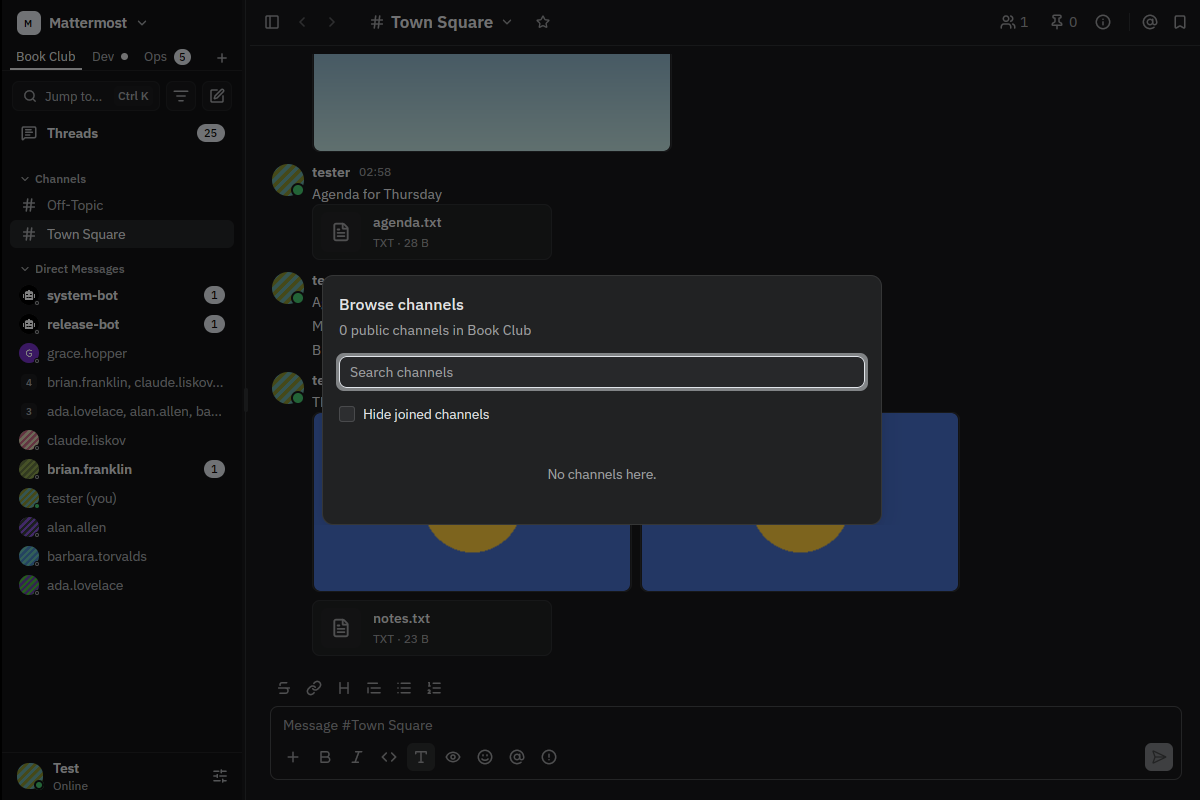 M Mattermost
Book Club Dev Ops 5
Jump to... Ctrl K
Threads 25
Channels
Off-Topic
Town Square
Direct Messages
system-bot 1
release-bot 1
G grace.hopper
4 brian.franklin, claude.liskov...
3 ada.lovelace, alan.allen, ba...
claude.liskov
brian.franklin 1
tester (you)
alan.allen
barbara.torvalds
ada.lovelace
Test
Online
Town Square 1 0
tester 02:58
Agenda for Thursday
agenda.txt
TXT · 28 B
Browse channels
0 public channels in Book Club
Search channels
Hide joined channels
No channels here.
notes.txt
TXT · 23 B
Message #Town Square